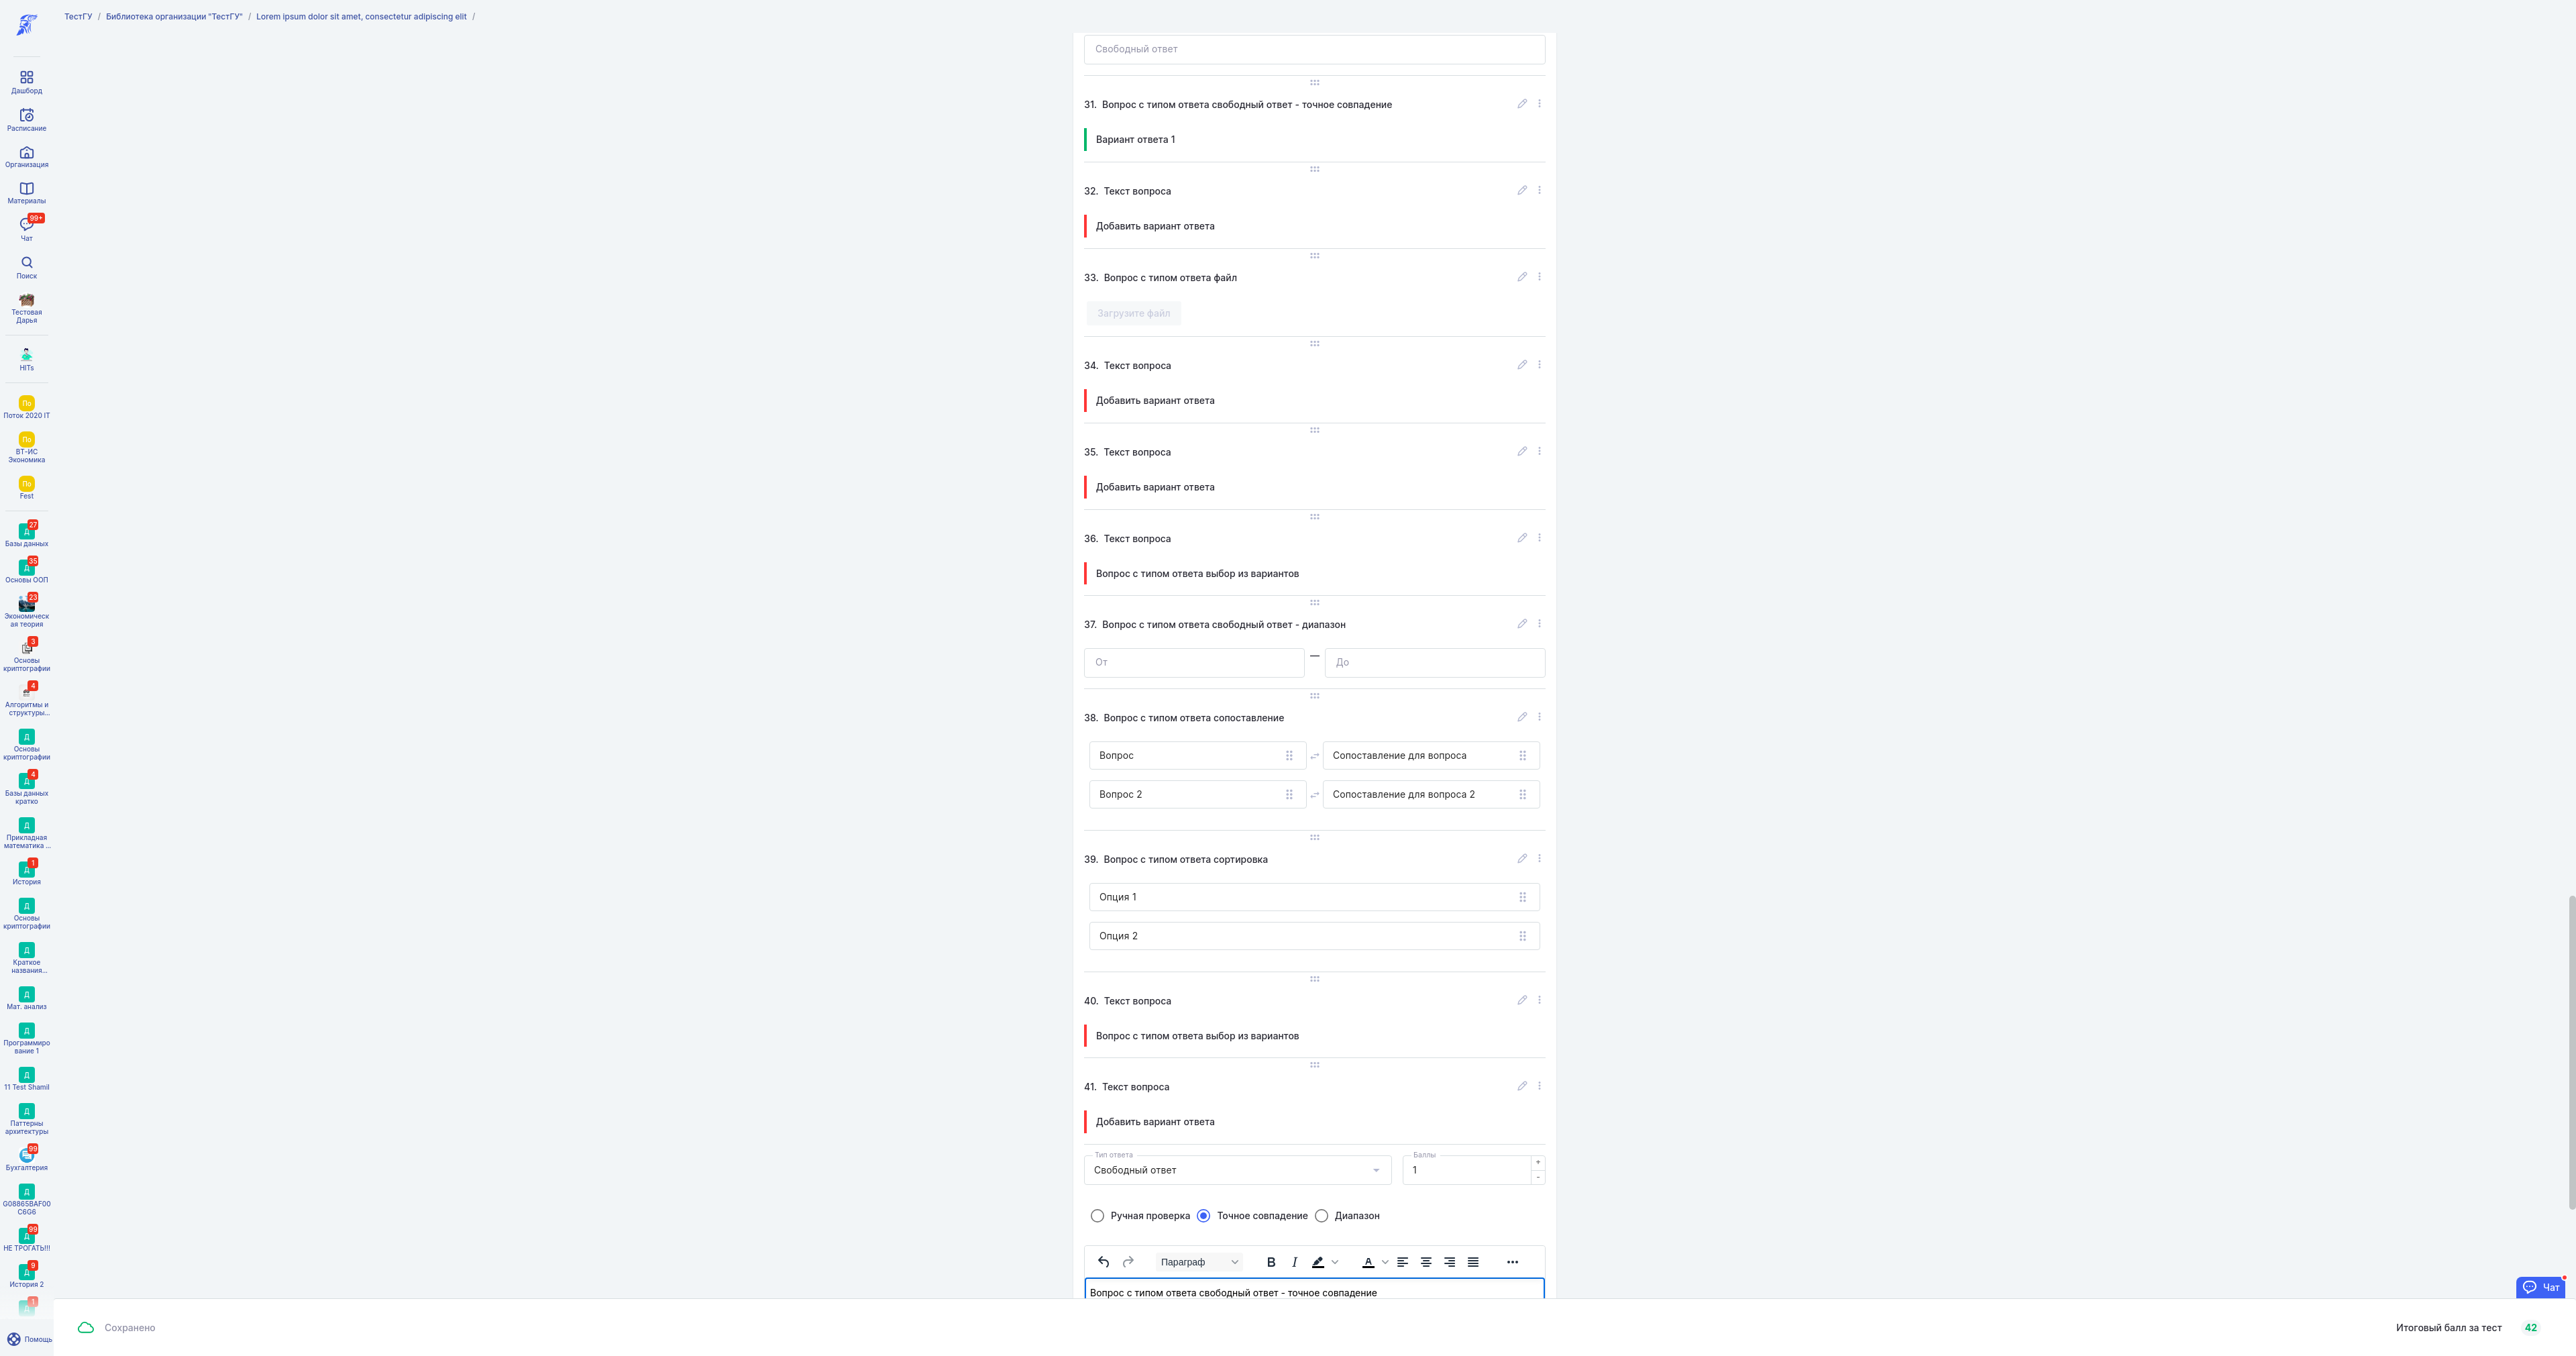 ТестГУ / Библиотека организации "ТестГУ" / Lorem ipsum dolor sit amet, consectetur adipiscing elit /
Дашборд
Расписание
Организация
Материалы
99+
Чат
Поиск
Тестовая
Дарья
HITs
По
Поток 2020 IT
По
ВТ-ИС
Экономика
По
Fest
27
Д
Базы данных
35
Д
Основы ООП
23
Экономическ
ая теория
3
Основы
криптографии
4
Алгоритмы и
структуры...
Д
Основы
криптографии
4
Д
Базы данных
кратко
Д
Прикладная
математика ...
1
Д
История
Д
Основы
криптографии
Д
Краткое
названия...
Д
Мат. анализ
Д
Программиро
вание 1
Д
11 Test Shamil
Д
Паттерны
архитектуры
99
Бухгалтерия
Д
G08865BAF00
C6G6
99
Д
НЕ ТРОГАТЬ!!!
9
Д
История 2
1
Д
Помощь
Свободный ответ
31. Вопрос с типом ответа свободный ответ - точное совпадение
Вариант ответа 1
32. Текст вопроса
Добавить вариант ответа
33. Вопрос с типом ответа файл
Загрузите файл
34. Текст вопроса
Добавить вариант ответа
35. Текст вопроса
Добавить вариант ответа
36. Текст вопроса
Вопрос с типом ответа выбор из вариантов
37. Вопрос с типом ответа свободный ответ - диапазон
От — До
38. Вопрос с типом ответа сопоставление
Вопрос Сопоставление для вопроса
Вопрос 2 Сопоставление для вопроса 2
39. Вопрос с типом ответа сортировка
Опция 1
Опция 2
40. Текст вопроса
Вопрос с типом ответа выбор из вариантов
41. Текст вопроса
Добавить вариант ответа
Тип ответа Баллы
Свободный ответ 1 + -
Ручная проверка Точное совпадение Диапазон
Параграф B I A
Вопрос с типом ответа свободный ответ - точное совпадение
Чат
Сохранено
Итоговый балл за тест 42